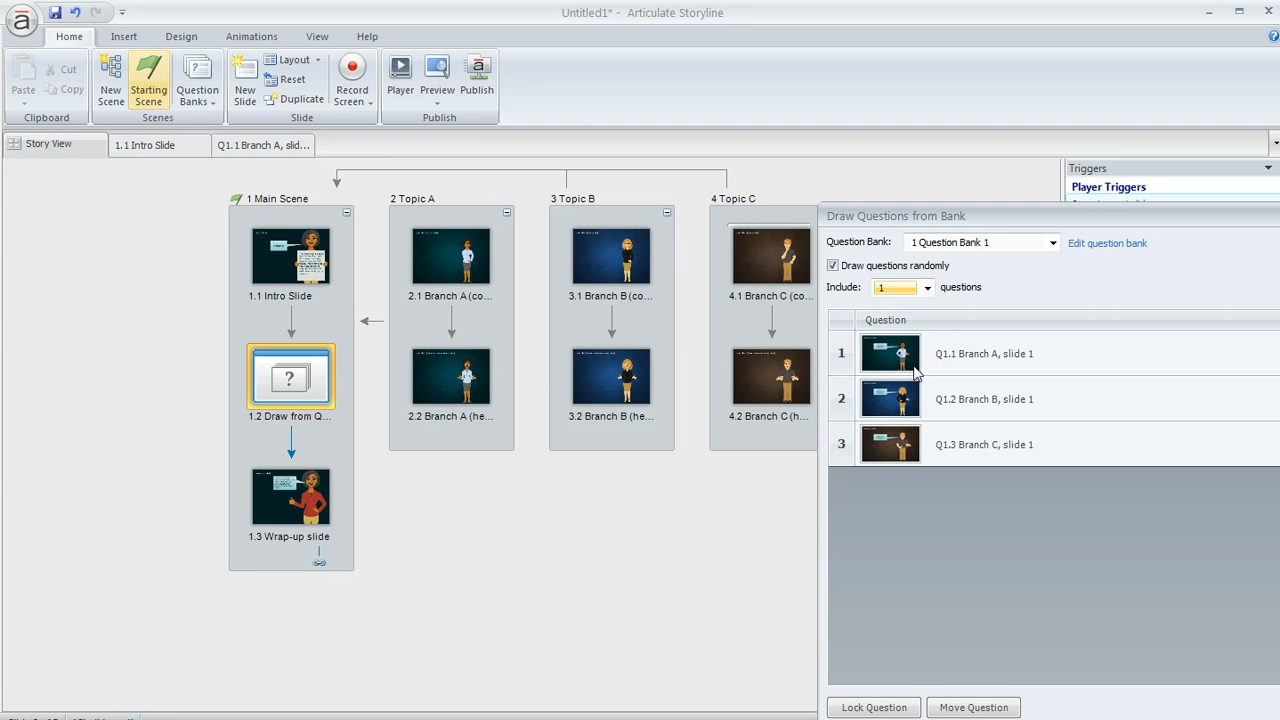 Untitled1* - Articulate Storyline
Home
Insert
Design
Animations
View
Help
Paste
Cut
Copy
Clipboard
New Scene
Starting Scene
Question Banks
Scenes
New Slide
Layout
Reset
Duplicate
Slide
Record Screen
Player
Preview
Publish
Publish
Story View
1.1 Intro Slide
Q1.1 Branch A, slid...
Triggers
Player Triggers
1 Main Scene
2 Topic A
3 Topic B
4 Topic C
1.1 Intro Slide
2.1 Branch A (co...
3.1 Branch B (co...
4.1 Branch C (co...
?
1.2 Draw from Q...
2.2 Branch A (he...
3.2 Branch B (he...
4.2 Branch C (h...
1.3 Wrap-up slide
Draw Questions from Bank
Question Bank: 1 Question Bank 1 Edit question bank
Draw questions randomly
Include: 1 questions
Question
1 Q1.1 Branch A, slide 1
2 Q1.2 Branch B, slide 1
3 Q1.3 Branch C, slide 1
Lock Question
Move Question